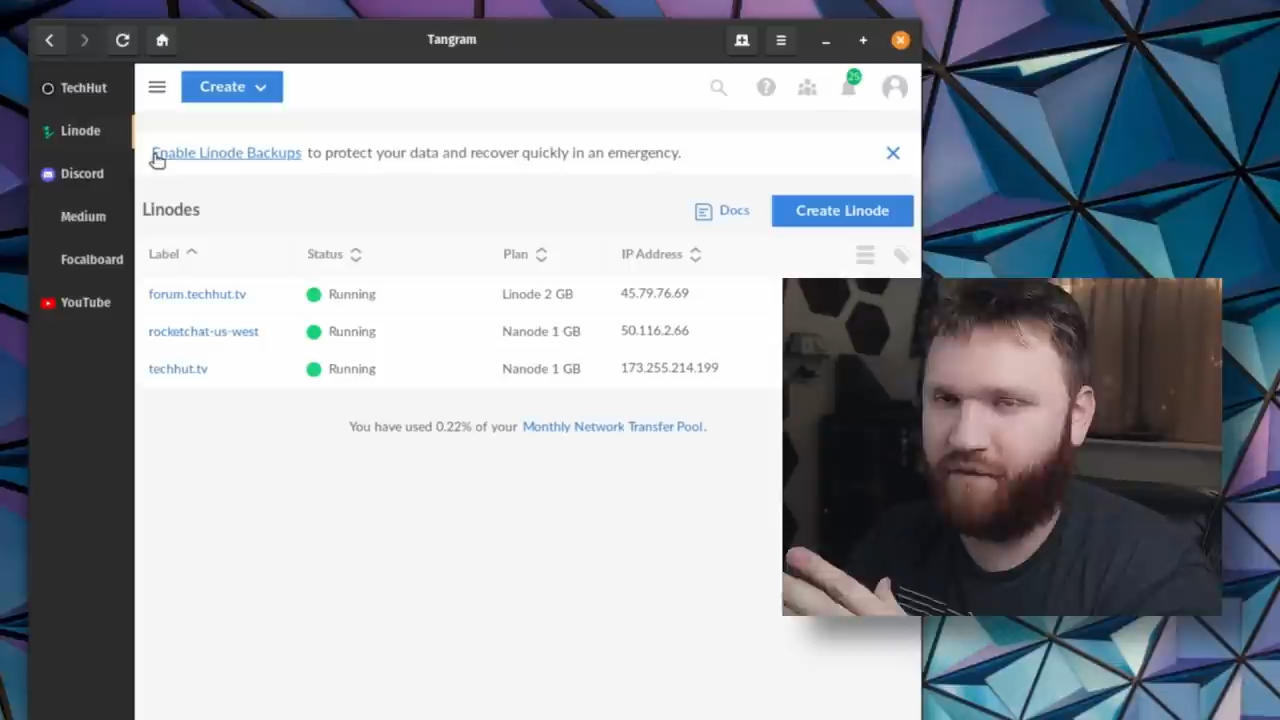 Tangram
TechHut
Linode
Discord
Medium
Focalboard
YouTube
Create
25
Enable Linode Backups to protect your data and recover quickly in an emergency.
Linodes
Docs
Create Linode
Label Status Plan IP Address
forum.techhut.tv Running Linode 2 GB 45.79.76.69
rocketchat-us-west Running Nanode 1 GB 50.116.2.66
techhut.tv Running Nanode 1 GB 173.255.214.199
You have used 0.22% of your Monthly Network Transfer Pool.